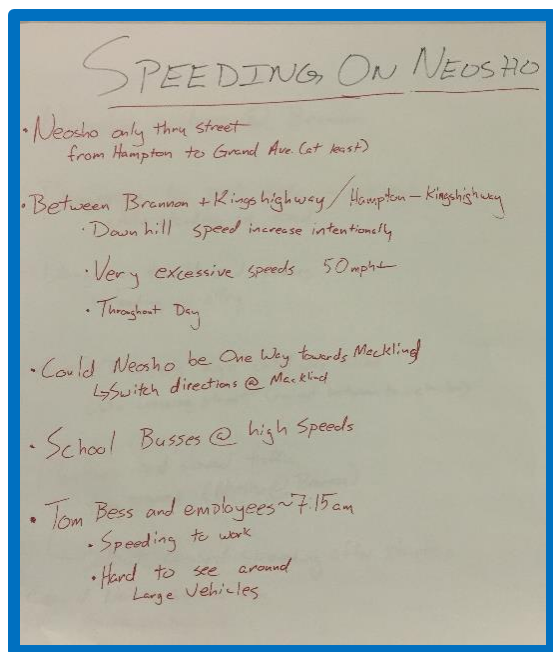 SPEEDING ON NEOSHO
• Neosho only thru street
from Hampton to Grand Ave. (at least)
• Between Brannon + Kingshighway / Hampton - Kingshighway
• Down hill speed increase intentionally
• Very excessive speeds 50mph+
• Throughout Day
• Could Neosho be One Way towards Macklind
↳ Switch directions @ Macklind
• School Busses @ high speeds
• Tom Bess and employees ~ 7:15am
• Speeding to work
• Hard to see around
Large Vehicles